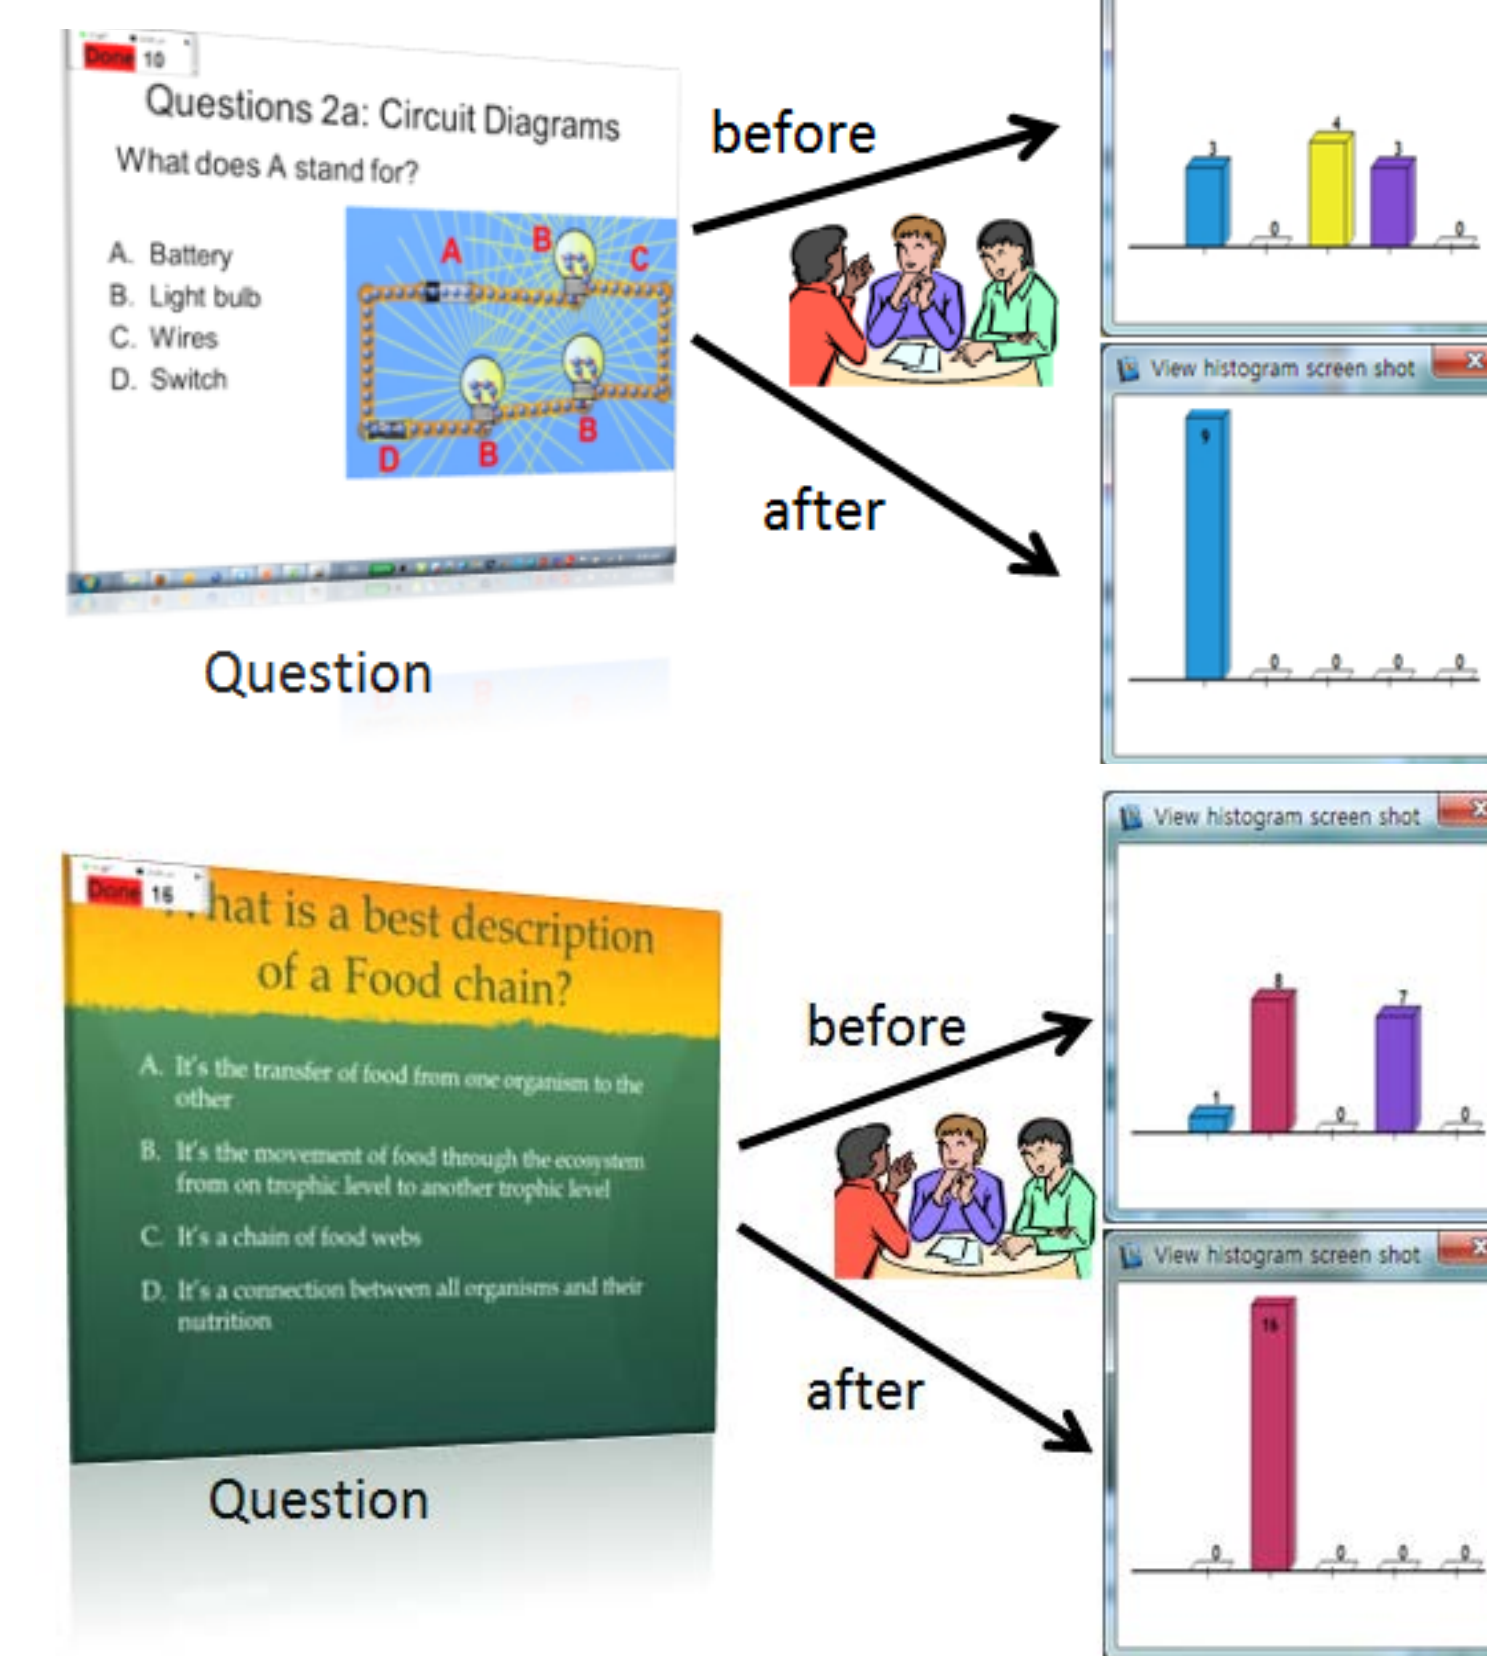 Done 10
Questions 2a: Circuit Diagrams
What does A stand for?
A. Battery
B. Light bulb
C. Wires
D. Switch
A
B
C
D
B
B
Question
before
after
3
0
4
3
0
View histogram screen shot
9
0
0
0
0
Done 16
hat is a best description
of a Food chain?
A. It's the transfer of food from one organism to the
other
B. It's the movement of food through the ecosystem
from on trophic level to another trophic level
C. It's a chain of food webs
D. It's a connection between all organisms and their
nutrition
Question
before
after
View histogram screen shot
1
8
0
7
0
View histogram screen shot
0
16
0
0
0